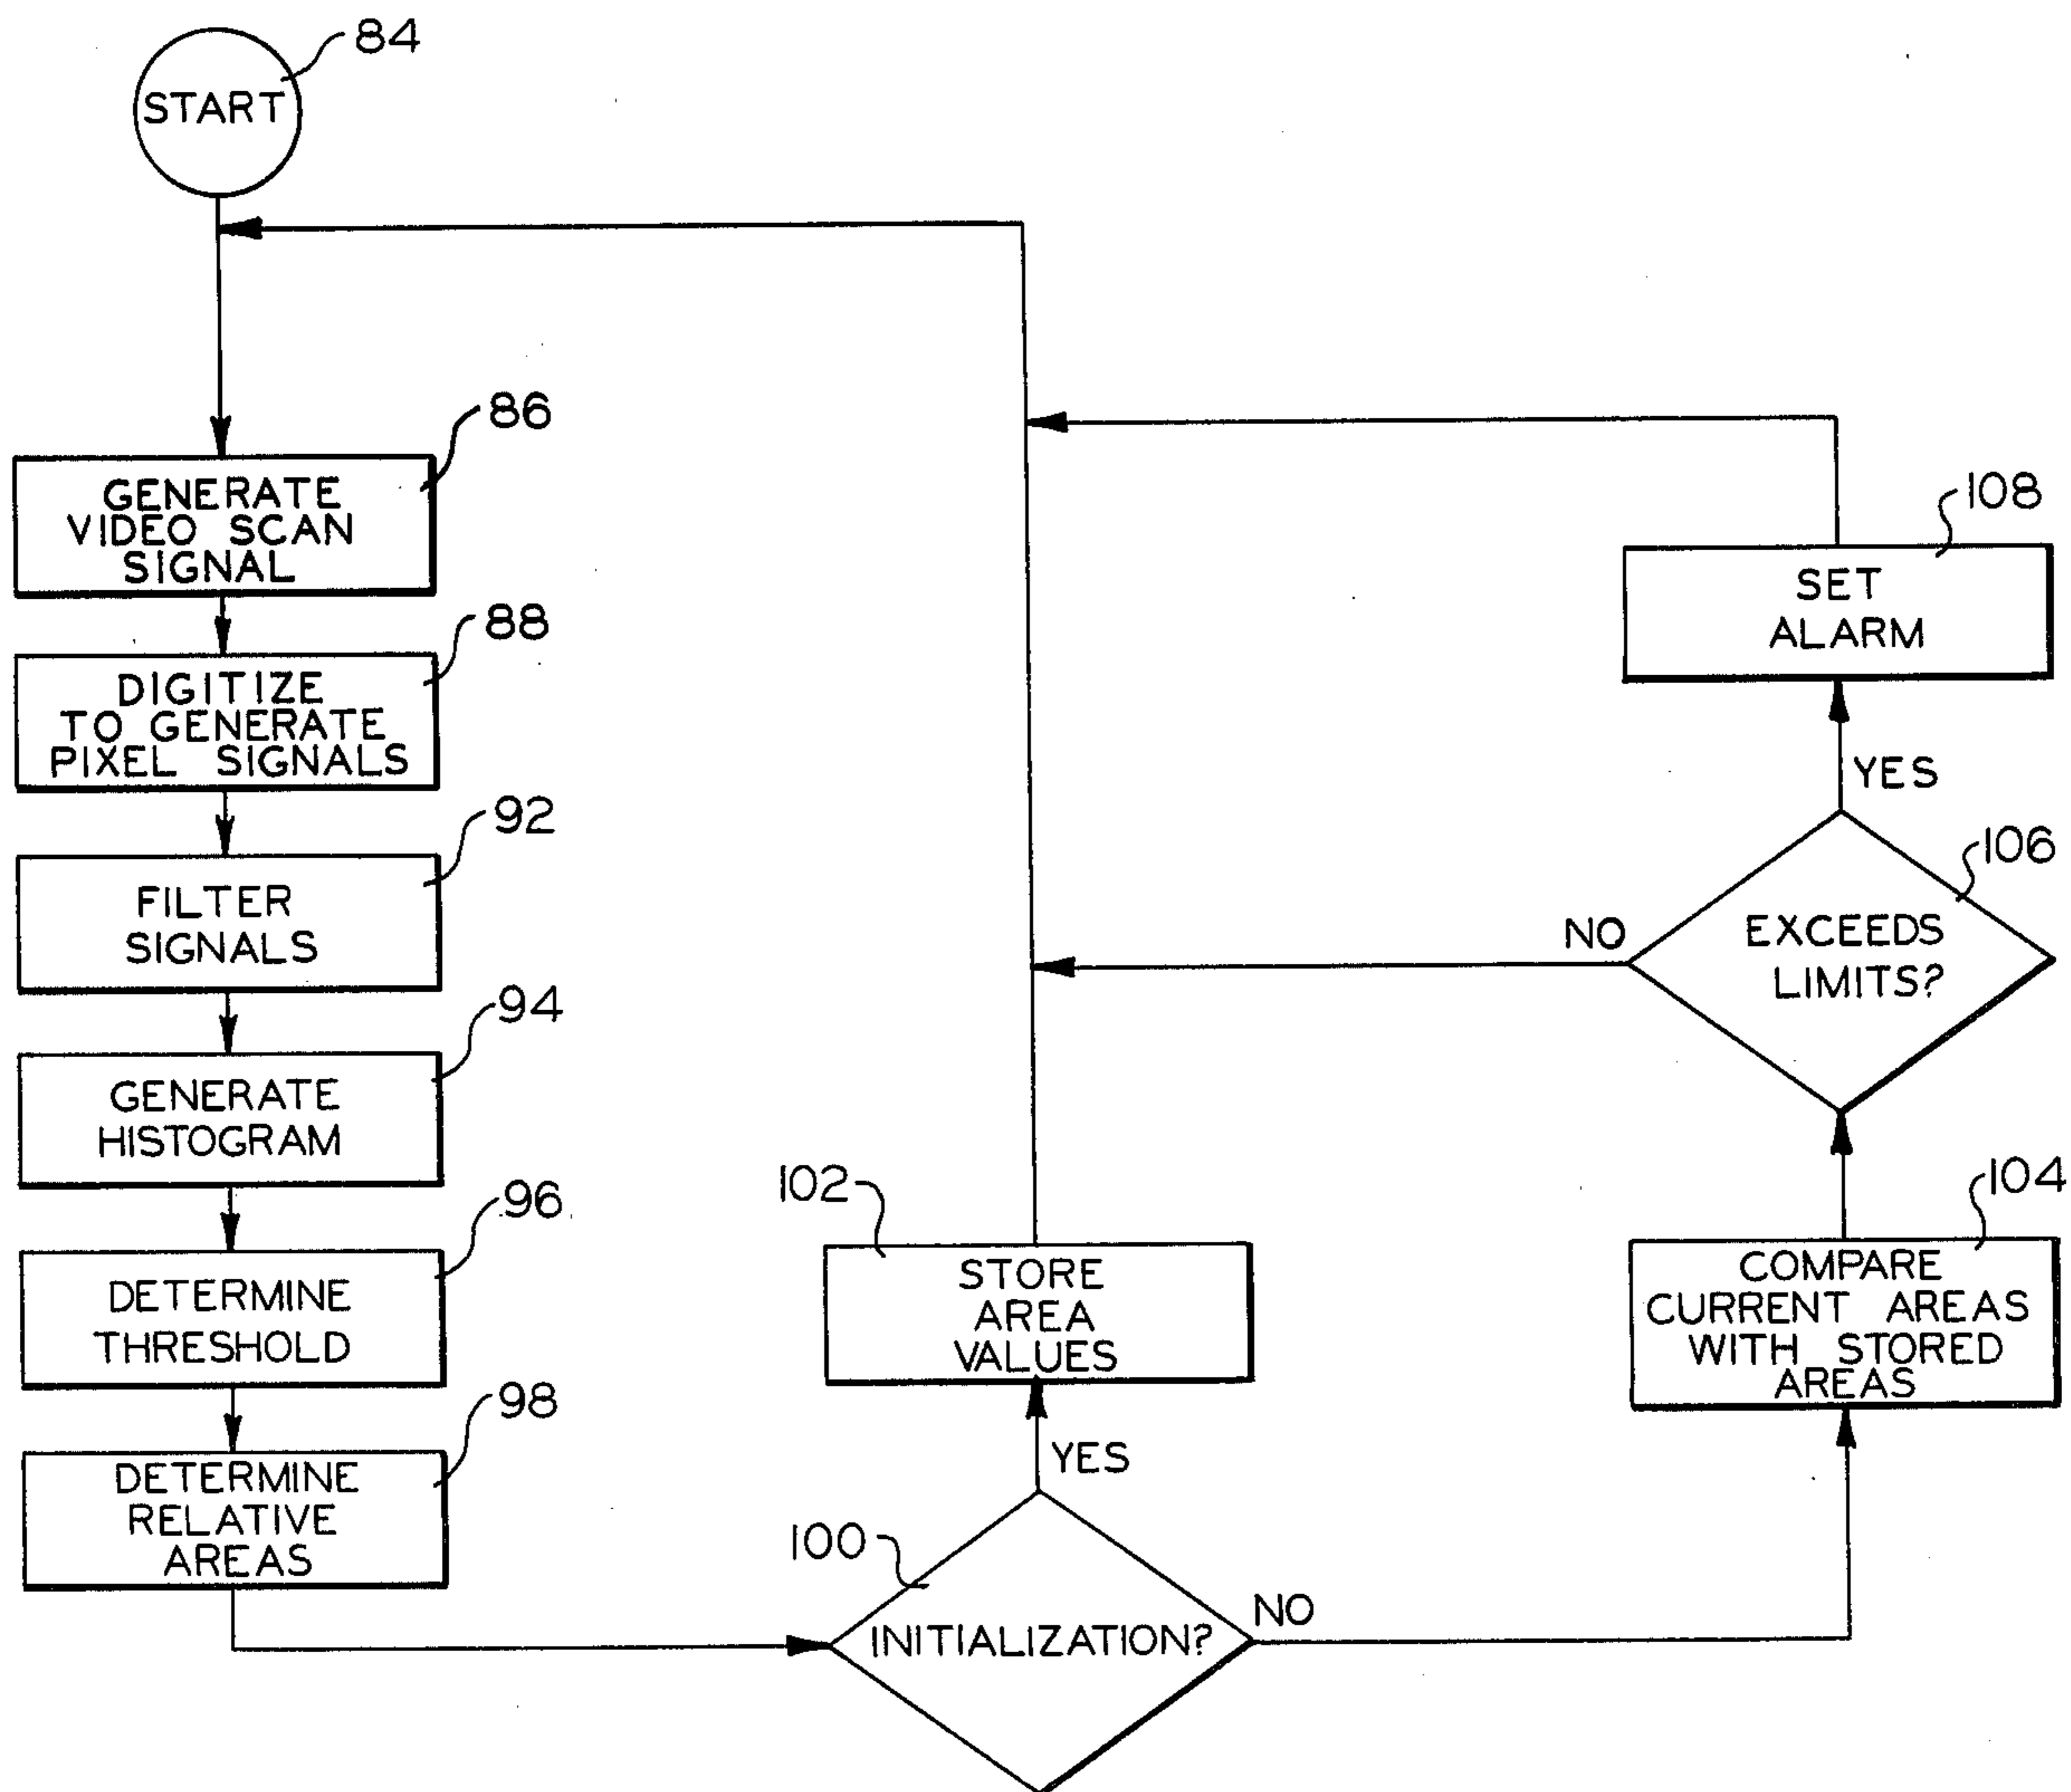 84
START
86
GENERATE
VIDEO SCAN
SIGNAL
88
DIGITIZE
TO GENERATE
PIXEL SIGNALS
92
FILTER
SIGNALS
94
GENERATE
HISTOGRAM
96
DETERMINE
THRESHOLD
98
DETERMINE
RELATIVE
AREAS
100
INITIALIZATION?
YES
NO
102
STORE
AREA
VALUES
104
COMPARE
CURRENT AREAS
WITH STORED
AREAS
106
EXCEEDS
LIMITS?
NO
YES
108
SET
ALARM